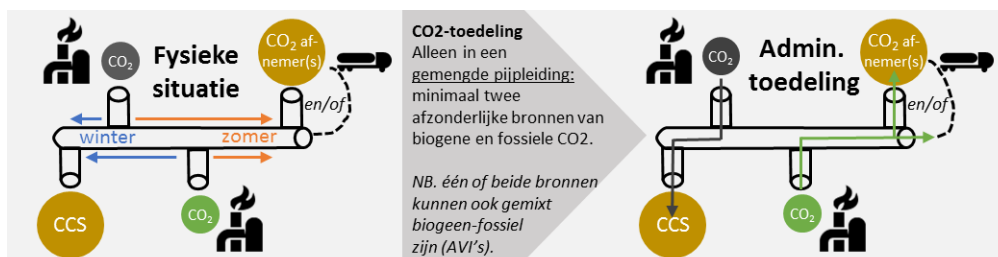 Fysieke
situatie
CO2
CO2 af-
nemer(s)
en/of
winter
zomer
CCS
CO2
CO2-toedeling
Alleen in een
gemengde pijpleiding:
minimaal twee
afzonderlijke bronnen van
biogene en fossiele CO2.
NB. één of beide bronnen
kunnen ook gemixt
biogeen-fossiel
zijn (AVI's).
CO2
Admin.
toedeling
CO2 af-
nemer(s)
en/of
CCS
CO2